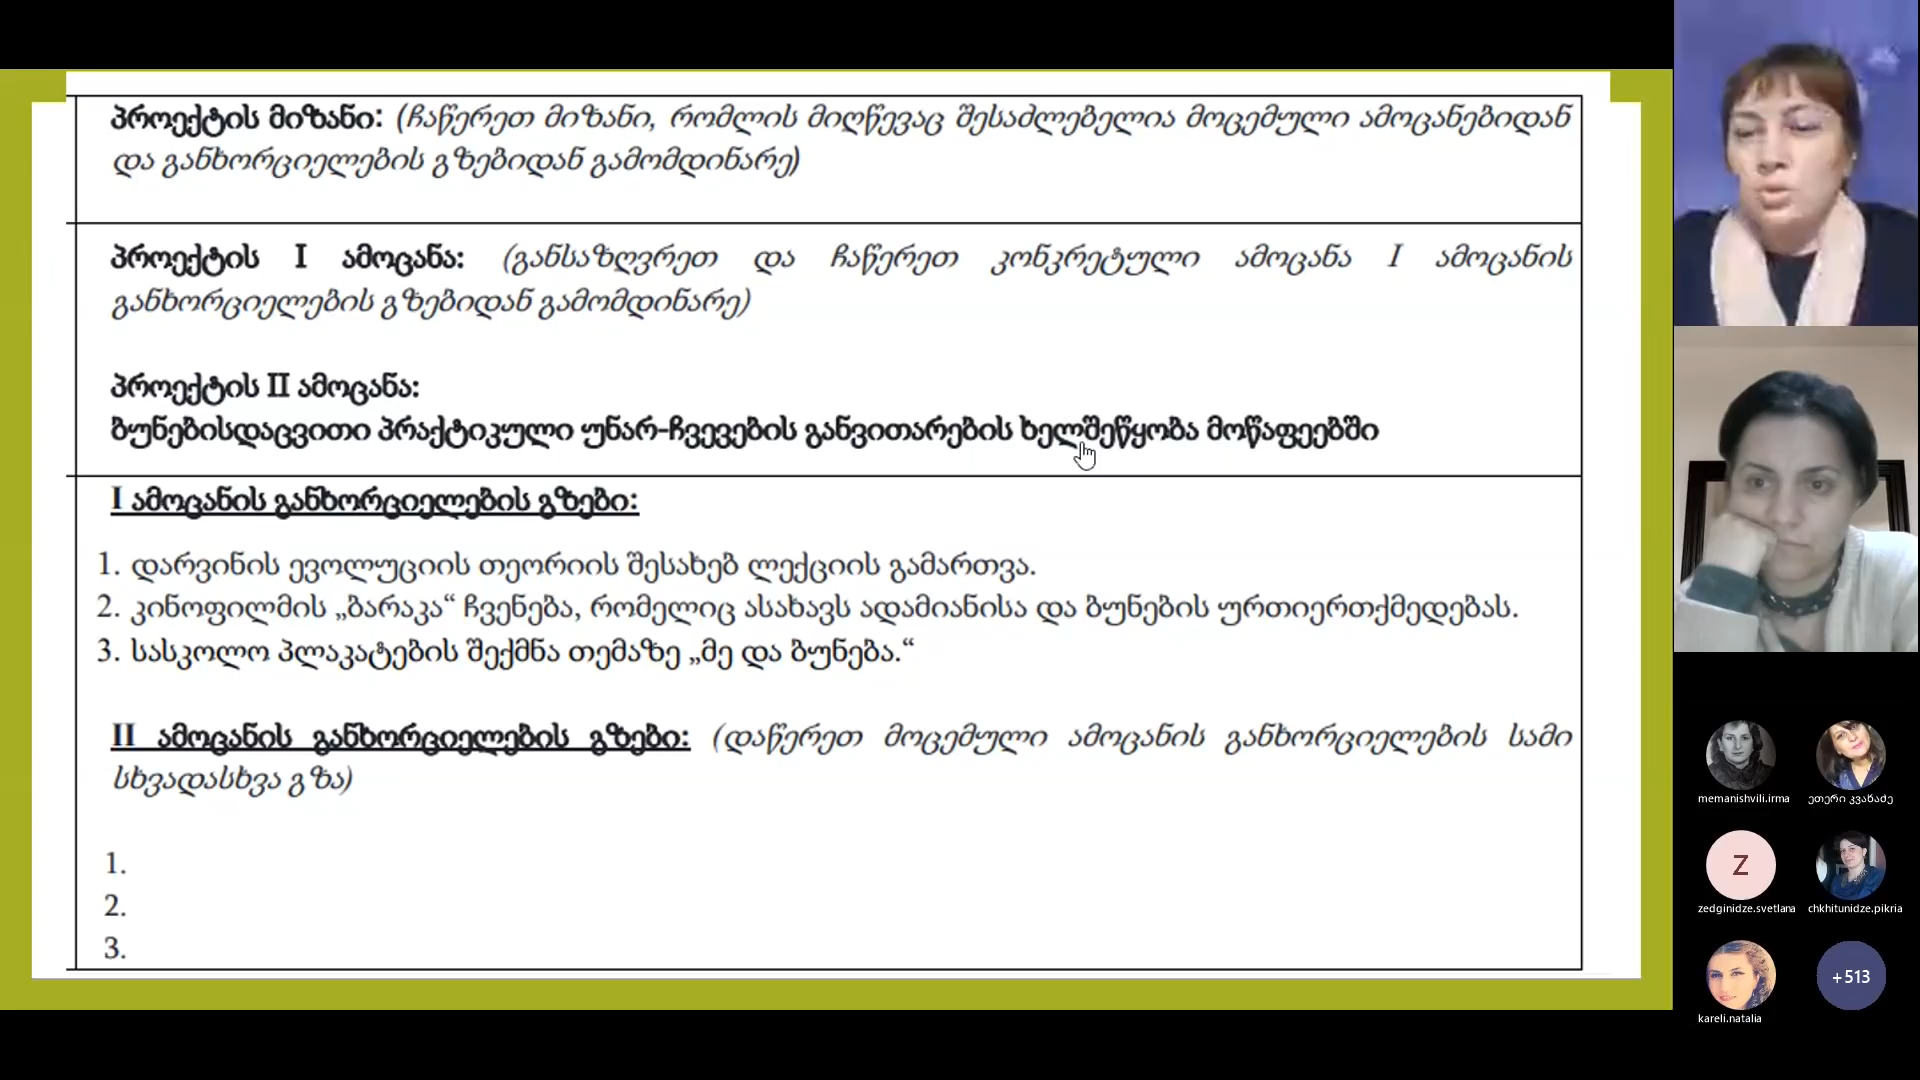 პროექტის მიზანი: (ჩაწერეთ მიზანი, რომლის მიღწევაც შესაძლებელია მოცემული ამოცანებიდან
და განხორციელების გზებიდან გამომდინარე)
პროექტის I ამოცანა: (განსაზღვრეთ და ჩაწერეთ კონკრეტული ამოცანა I ამოცანის
განხორციელების გზებიდან გამომდინარე)
პროექტის II ამოცანა:
ბუნებისდაცვითი პრაქტიკული უნარ-ჩვევების განვითარების ხელშეწყობა მოწაფეებში
I ამოცანის განხორციელების გზები:
1. დარვინის ევოლუციის თეორიის შესახებ ლექციის გამართვა.
2. კინოფილმის „ბარაკა“ ჩვენება, რომელიც ასახავს ადამიანისა და ბუნების ურთიერთქმედებას.
3. სასკოლო პლაკატების შექმნა თემაზე „მე და ბუნება.“
II ამოცანის განხორციელების გზები: (დაწერეთ მოცემული ამოცანის განხორციელების სამი
სხვადასხვა გზა)
1.
2.
3.
memanishvili.irma
ეთერი კვაჩაძე
Z
zedginidze.svetlana
chkhitunidze.pikria
kareli.natalia
+513